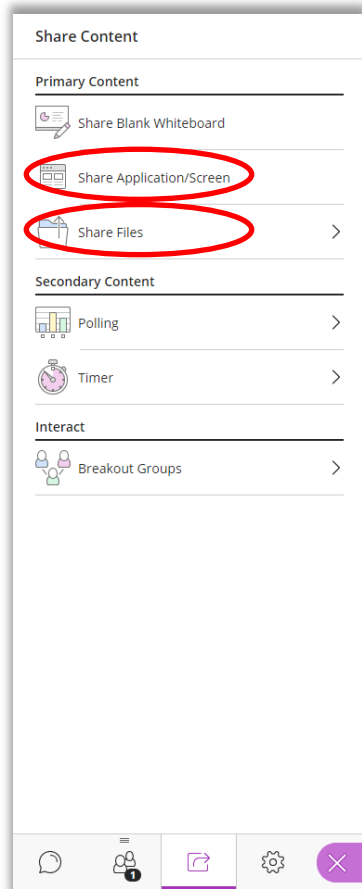 Share Content
Primary Content
Share Blank Whiteboard
Share Application/Screen
Share Files
Secondary Content
Polling
Timer
Interact
Breakout Groups
1